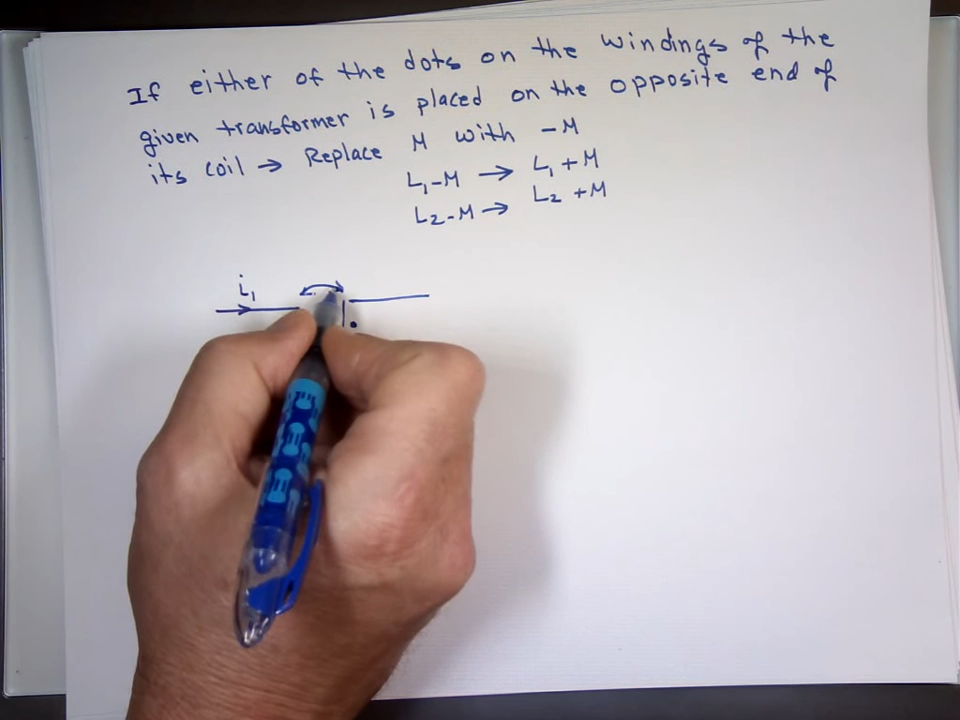 If either of the dots on the windings of the
given transformer is placed on the opposite end of
its coil → Replace M with -M
L₁-M → L₁+M
L₂-M → L₂+M
i₁